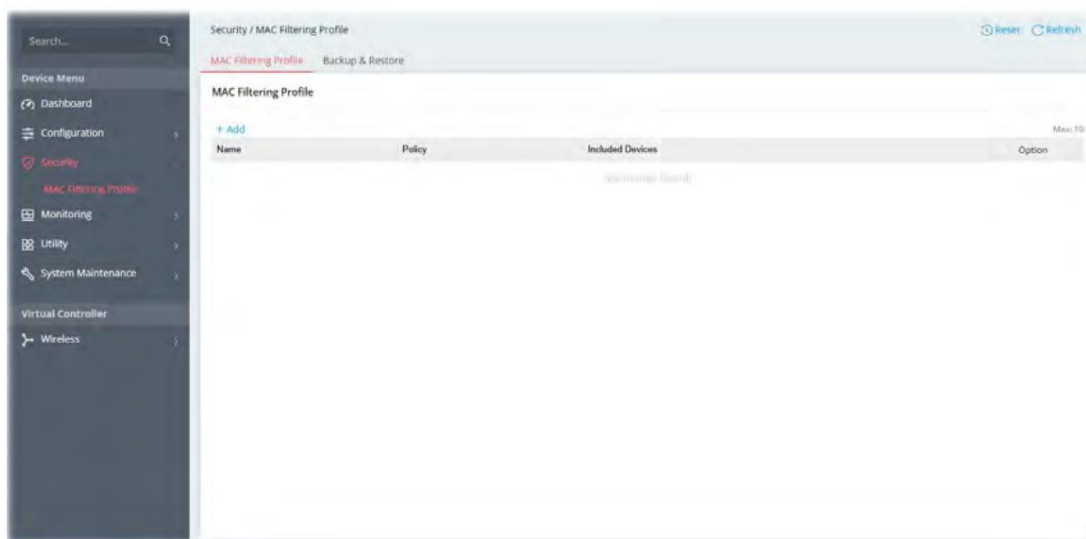 Search...
Device Menu
Dashboard
Configuration
Security
MAC Filtering Profile
Monitoring
Utility
System Maintenance
Virtual Controller
Wireless
Security / MAC Filtering Profile
Reset
Refresh
MAC Filtering Profile
Backup & Restore
MAC Filtering Profile
+ Add
Max: 10
Name
Policy
Included Devices
Option